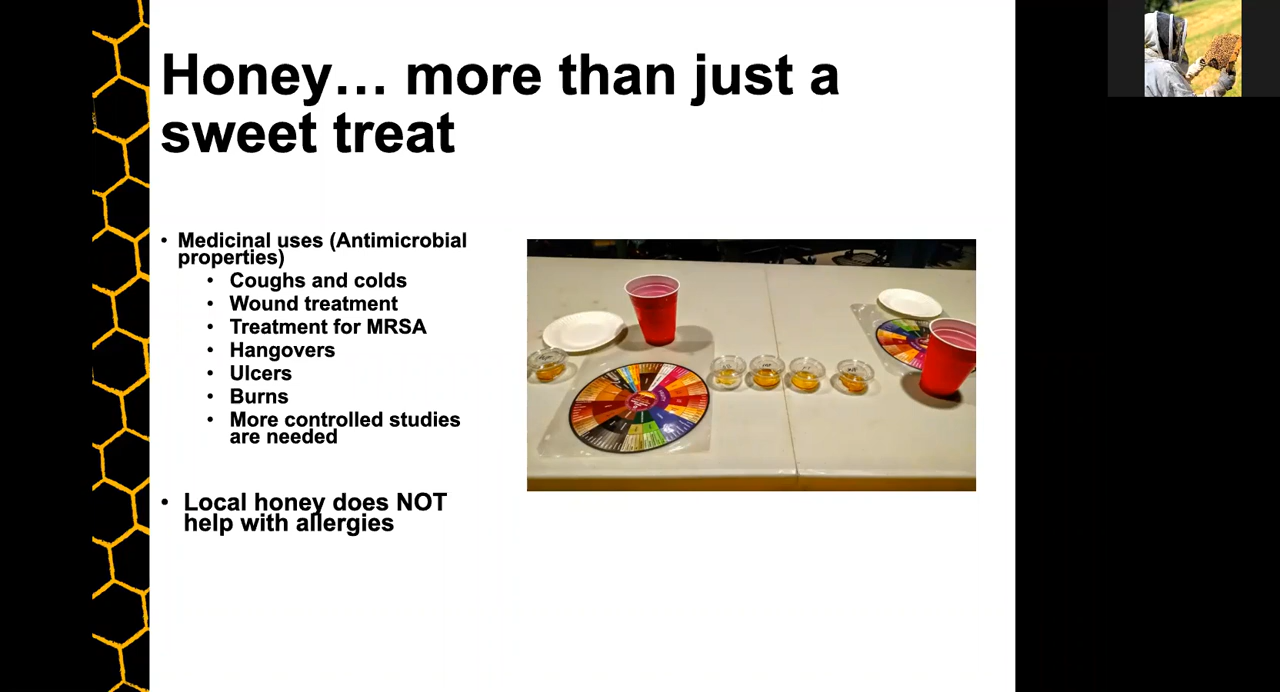 Honey… more than just a
sweet treat
• Medicinal uses (Antimicrobial
properties)
• Coughs and colds
• Wound treatment
• Treatment for MRSA
• Hangovers
• Ulcers
• Burns
• More controlled studies
are needed
• Local honey does NOT
help with allergies